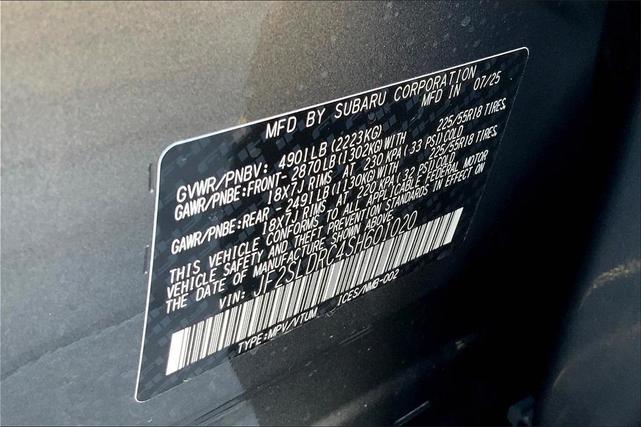 MFD BY SUBARU CORPORATION
MFD IN 07/25
GVWR/PNBV: 4901LB(2223KG)
GAWR/PNBE:FRONT- 2870LB(1302KG)WITH 225/55R18 TIRES,
18X7J RIMS AT 230 KPA(33 PSI)COLD
GAWR/PNBE:REAR - 2491LB(1130KG)WITH 225/55R18 TIRES,
18X7J RIMS AT 220 KPA(32 PSI)COLD
THIS VEHICLE CONFORMS TO ALL APPLICABLE FEDERAL MOTOR
VEHICLE SAFETY AND THEFT PREVENTION STANDARDS IN EFFECT ON
THE DATE OF MANUFACTURE SHOWN ABOVE.
VIN: JF2SLDRC4SH601020
TYPE:MPV/VTUM ICES/NMB-002